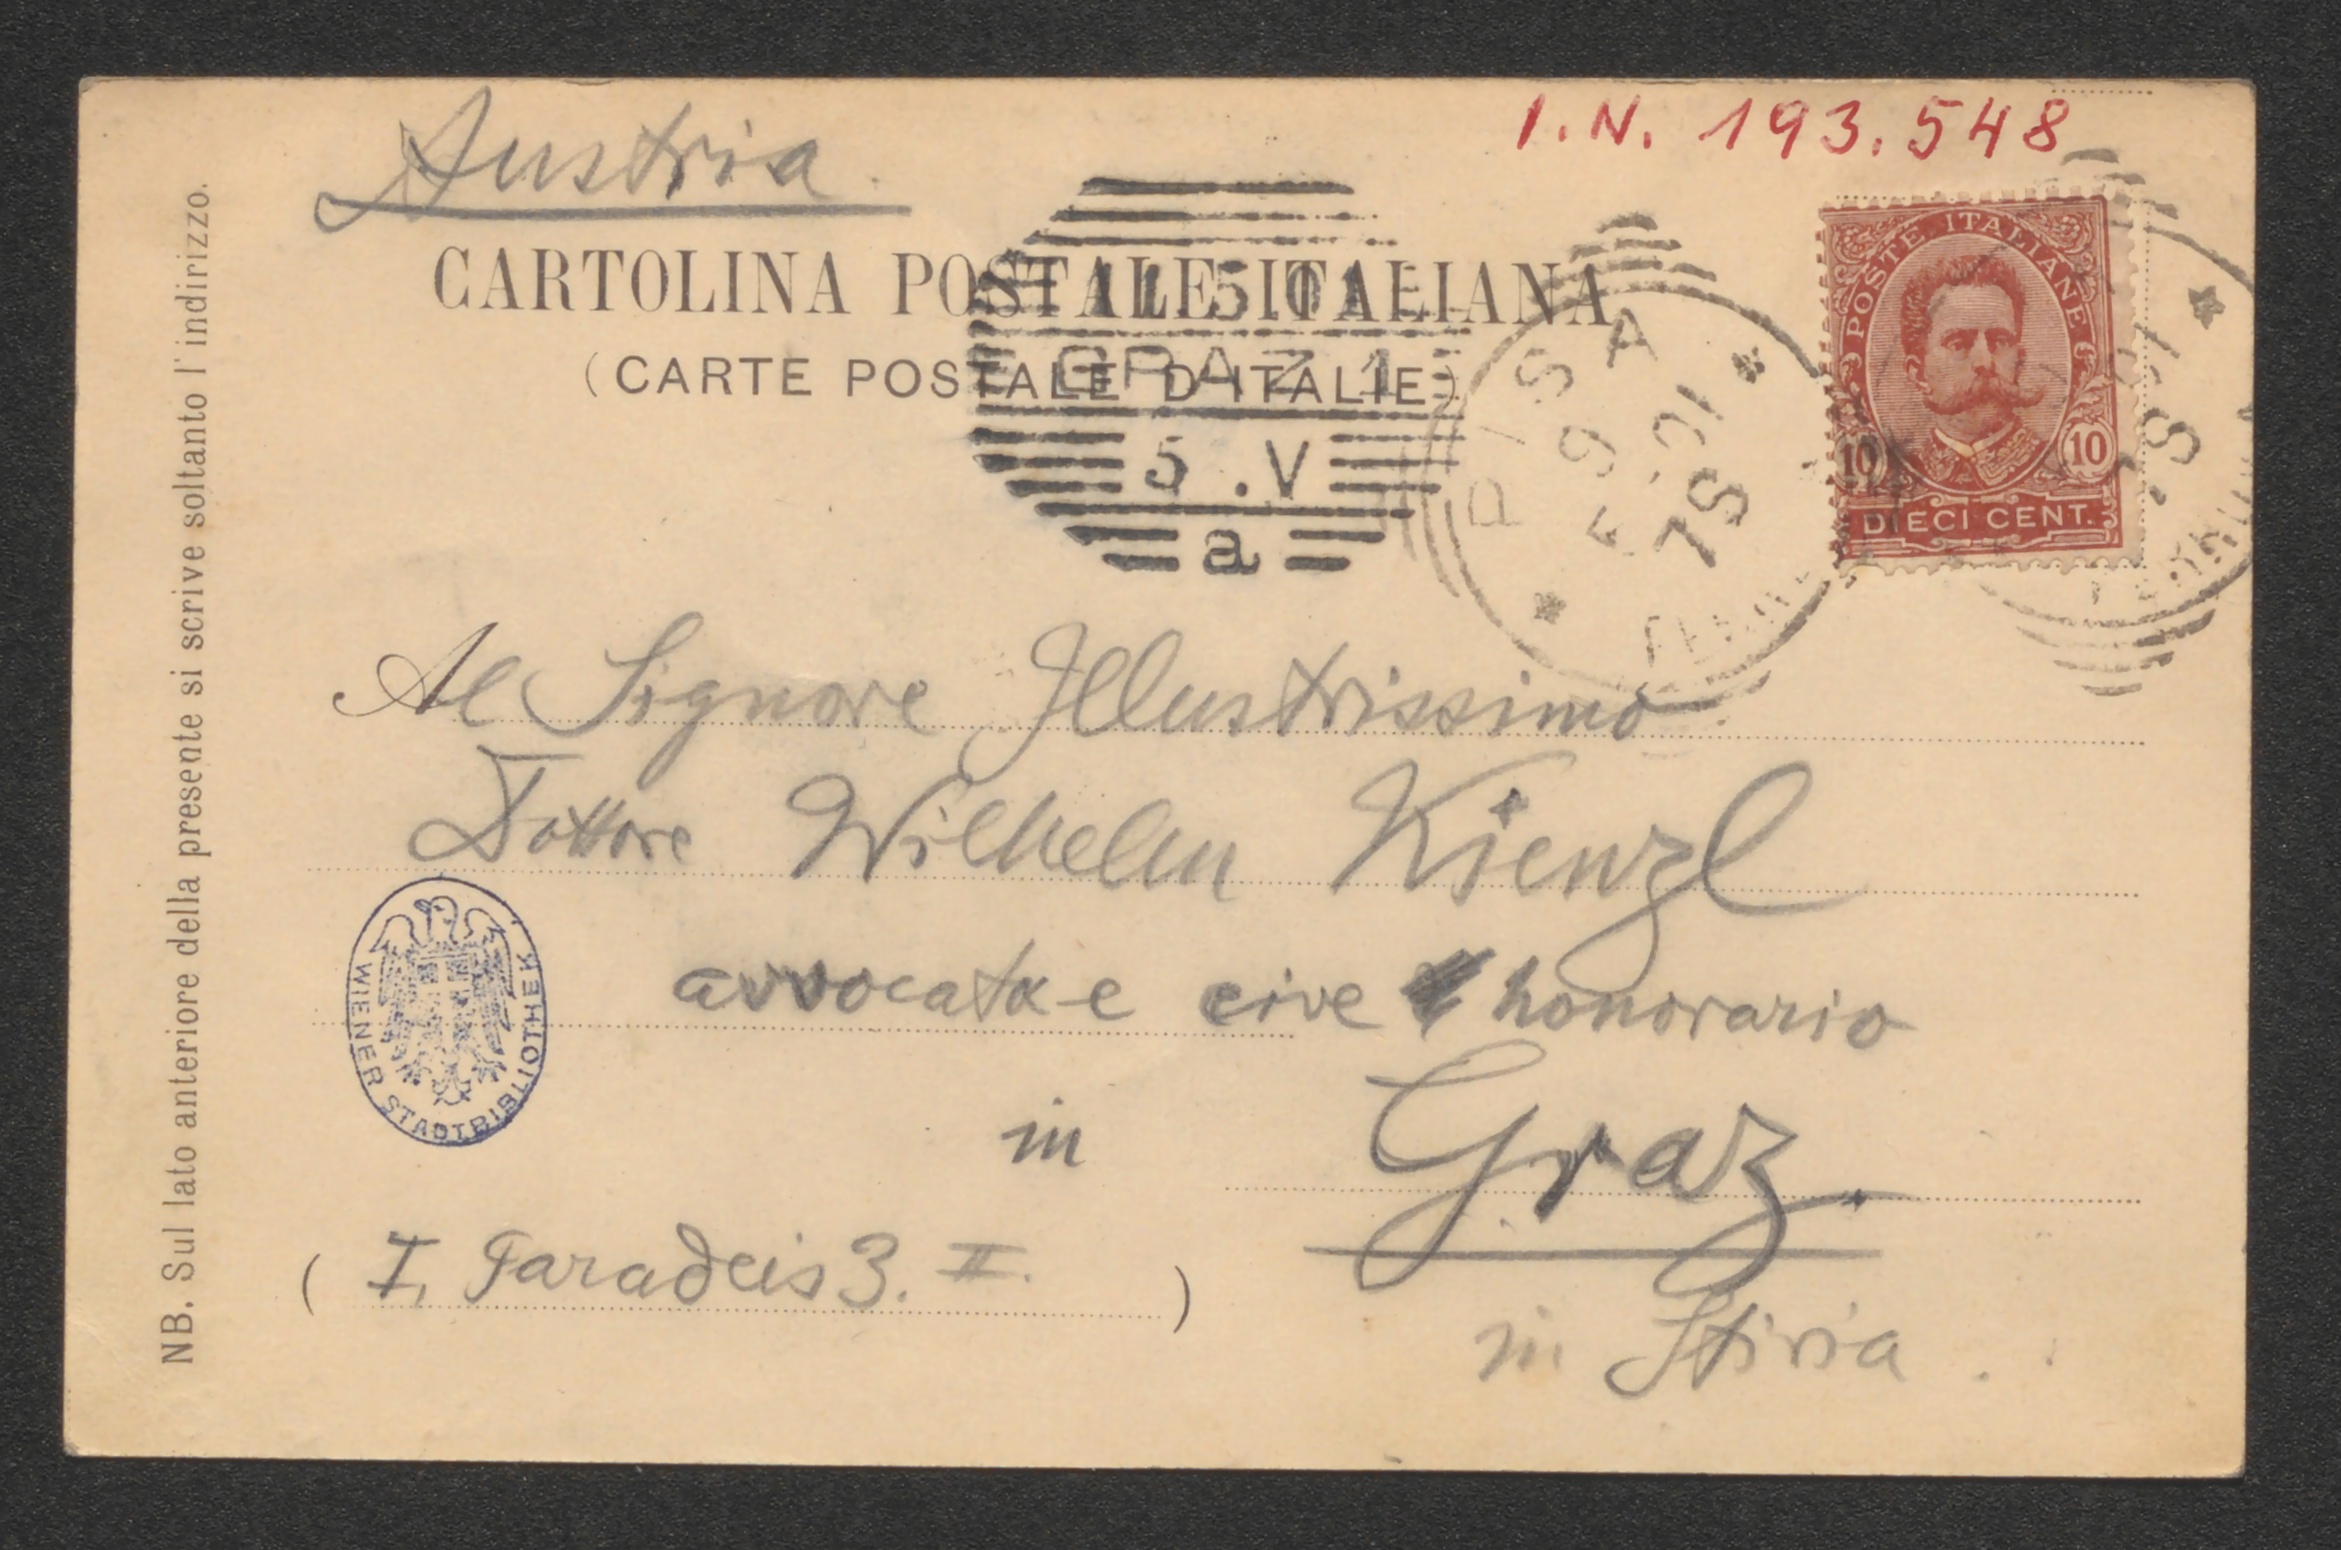 Austria.
I.N. 193.548
CARTOLINA POSTALE ITALIANA
(CARTE POSTALE D'ITALIE)
POSTE ITALIANE
10 10
DIECI CENT.
GRAZ 1
5 . V
a
PISA
Al Signore Illustrissimo
Dottore Wilhelm Kienzl
avvocato e cive honorario
in Graz.
(I, Paradeis 3. II.)
in Stiria.
WIENER STADTBIBLIOTHEK
NB. Sul lato anteriore della presente si scrive soltanto l'indirizzo.